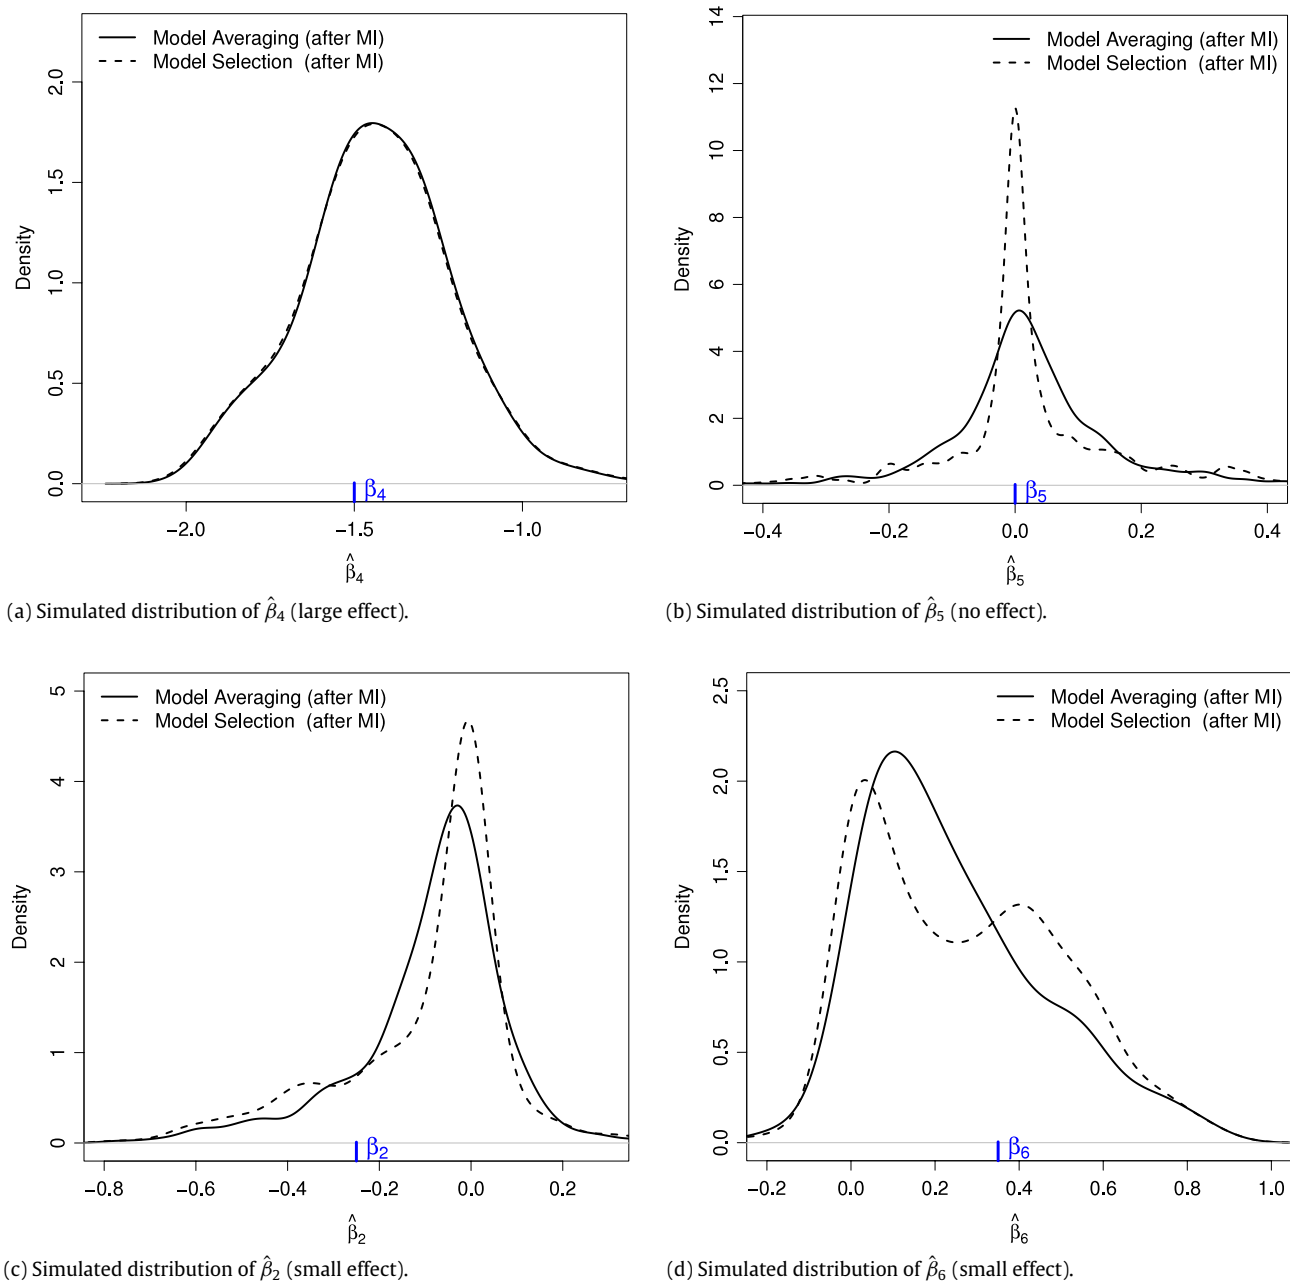 Model Averaging (after MI)
Model Selection (after MI)
Density
0.0 0.5 1.0 1.5 2.0
-2.0 -1.5 -1.0
β4
β̂4
(a) Simulated distribution of β̂4 (large effect).
Model Averaging (after MI)
Model Selection (after MI)
Density
0 2 4 6 8 10 12 14
-0.4 -0.2 0.0 0.2 0.4
β5
β̂5
(b) Simulated distribution of β̂5 (no effect).
Model Averaging (after MI)
Model Selection (after MI)
Density
0 1 2 3 4 5
-0.8 -0.6 -0.4 -0.2 0.0 0.2
β2
β̂2
(c) Simulated distribution of β̂2 (small effect).
Model Averaging (after MI)
Model Selection (after MI)
Density
0.0 0.5 1.0 1.5 2.0 2.5
-0.2 0.0 0.2 0.4 0.6 0.8 1.0
β6
β̂6
(d) Simulated distribution of β̂6 (small effect).